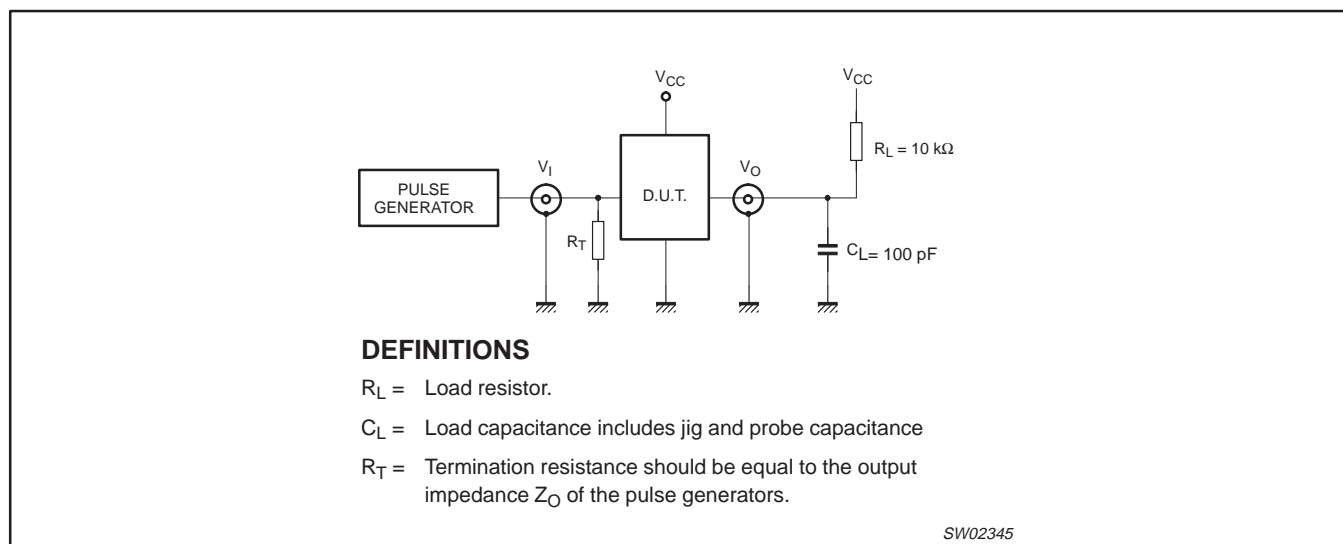 V_CC
V_CC
R_L = 10 kΩ
V_I
V_O
PULSE
GENERATOR
D.U.T.
R_T
C_L= 100 pF
DEFINITIONS
R_L = Load resistor.
C_L = Load capacitance includes jig and probe capacitance
R_T = Termination resistance should be equal to the output
impedance Z_O of the pulse generators.
SW02345